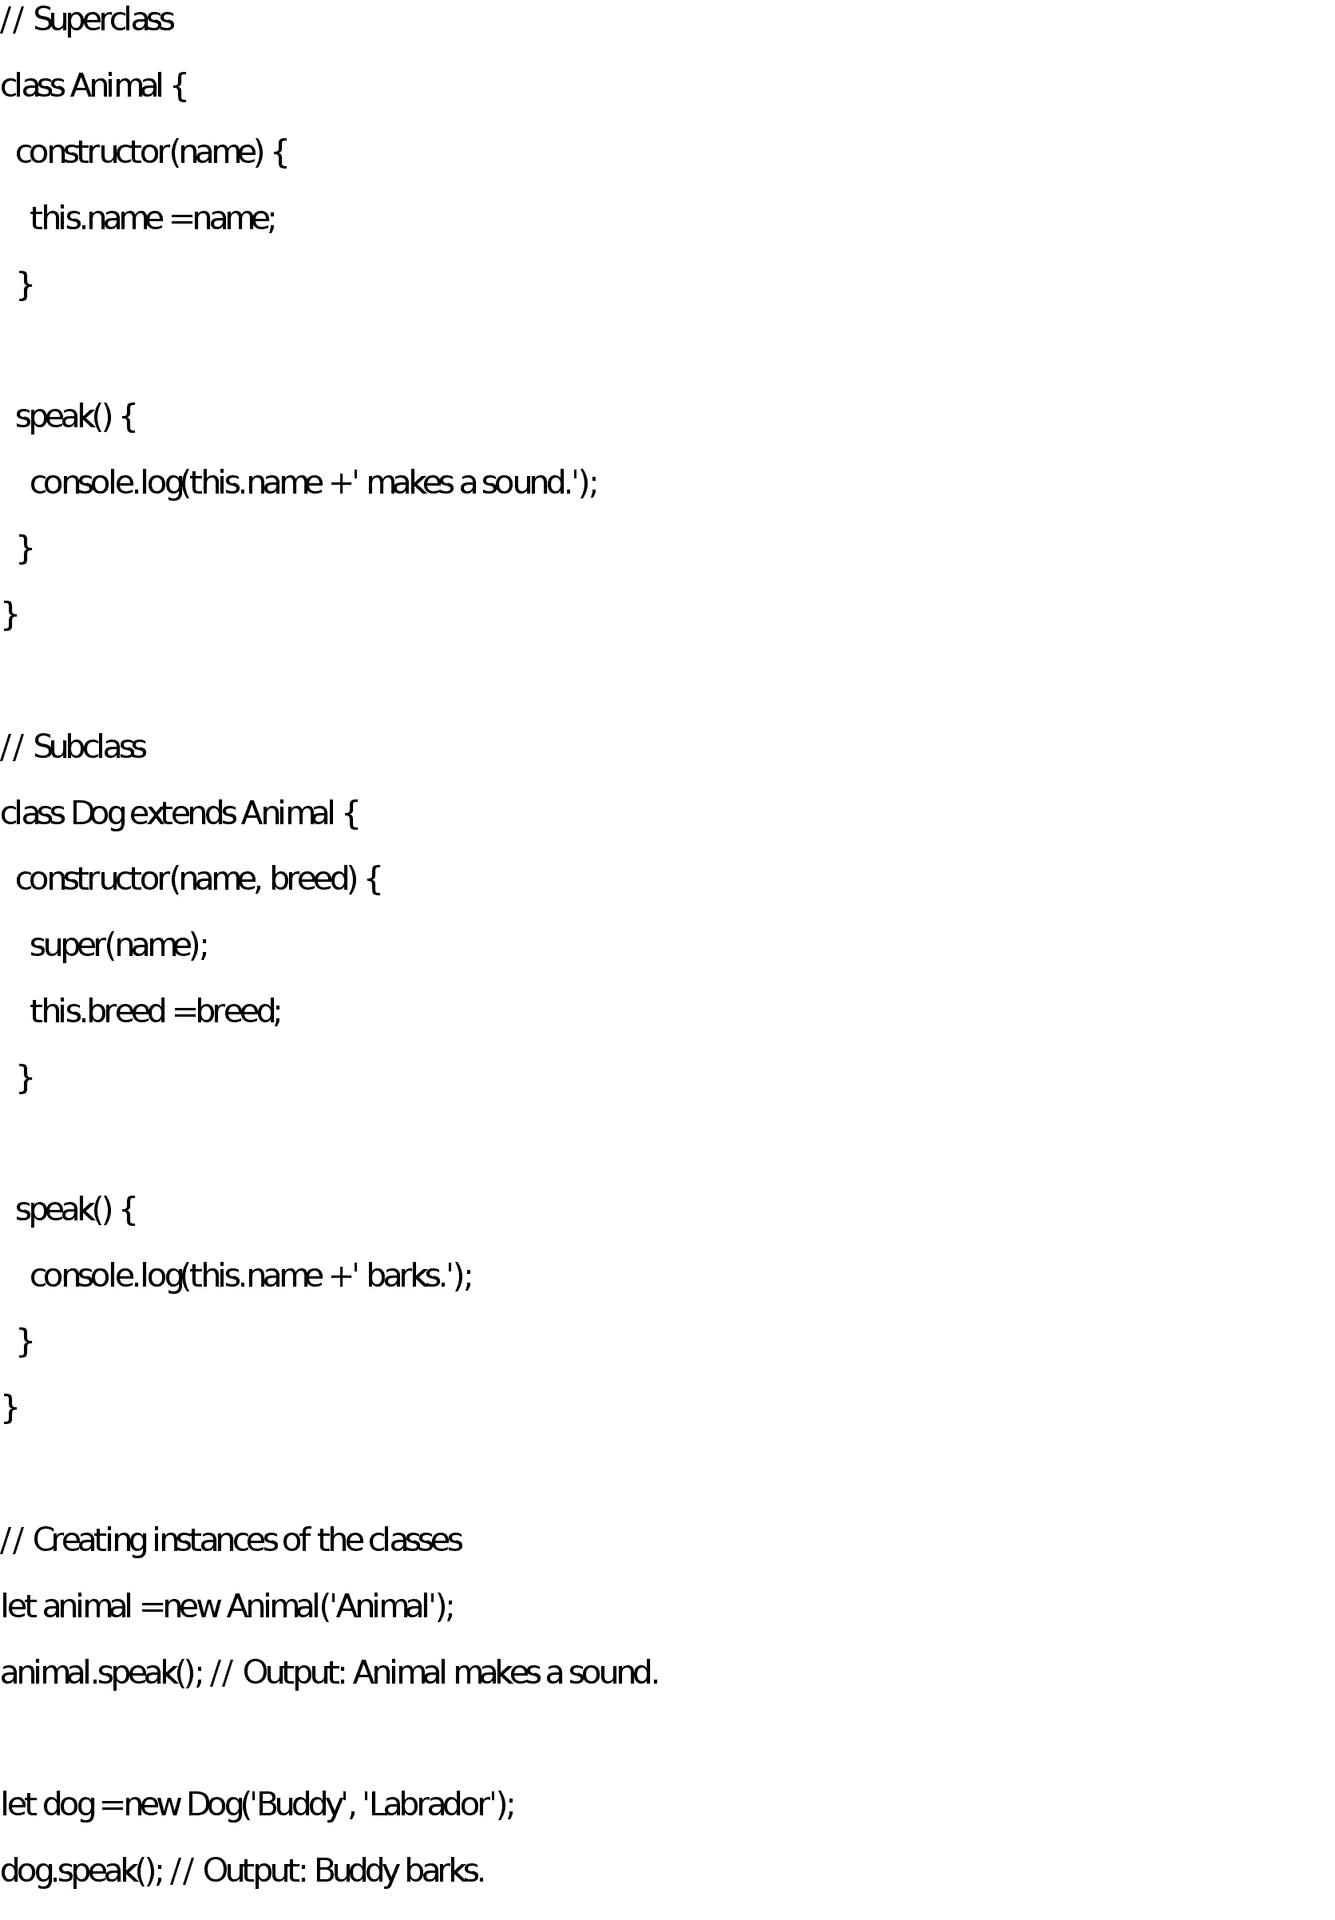 // Superclass
class Animal {
  constructor(name) {
    this.name = name;
  }

  speak() {
    console.log(this.name + ' makes a sound.');
  }
}

// Subclass
class Dog extends Animal {
  constructor(name, breed) {
    super(name);
    this.breed = breed;
  }

  speak() {
    console.log(this.name + ' barks.');
  }
}

// Creating instances of the classes
let animal = new Animal('Animal');
animal.speak(); // Output: Animal makes a sound.

let dog = new Dog('Buddy', 'Labrador');
dog.speak(); // Output: Buddy barks.